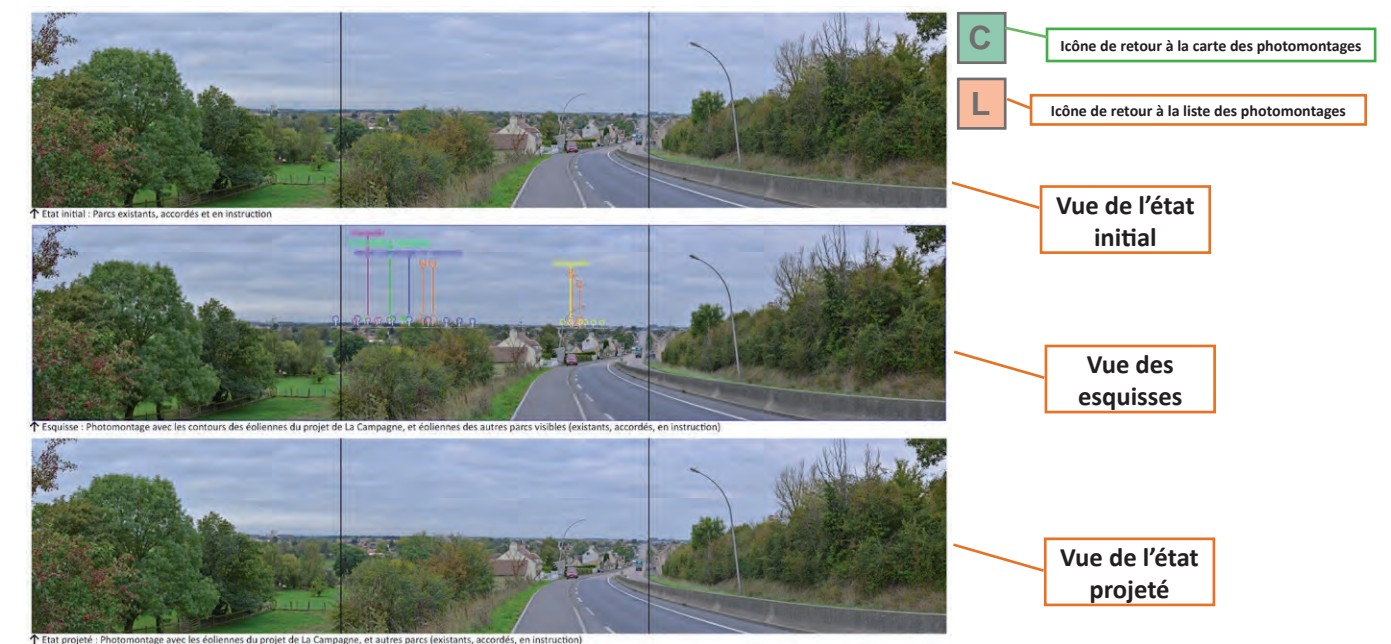 C
Icône de retour à la carte des photomontages
L
Icône de retour à la liste des photomontages
Vue de l’état
initial
↑ Etat initial : Parcs existants, accordés et en instruction
Vue des
esquisses
↑ Esquisse : Photomontage avec les contours des éoliennes du projet de La Campagne, et éoliennes des autres parcs visibles (existants, accordés, en instruction)
Vue de l’état
projeté
↑ Etat projeté : Photomontage avec les éoliennes du projet de La Campagne, et autres parcs (existants, accordés, en instruction)